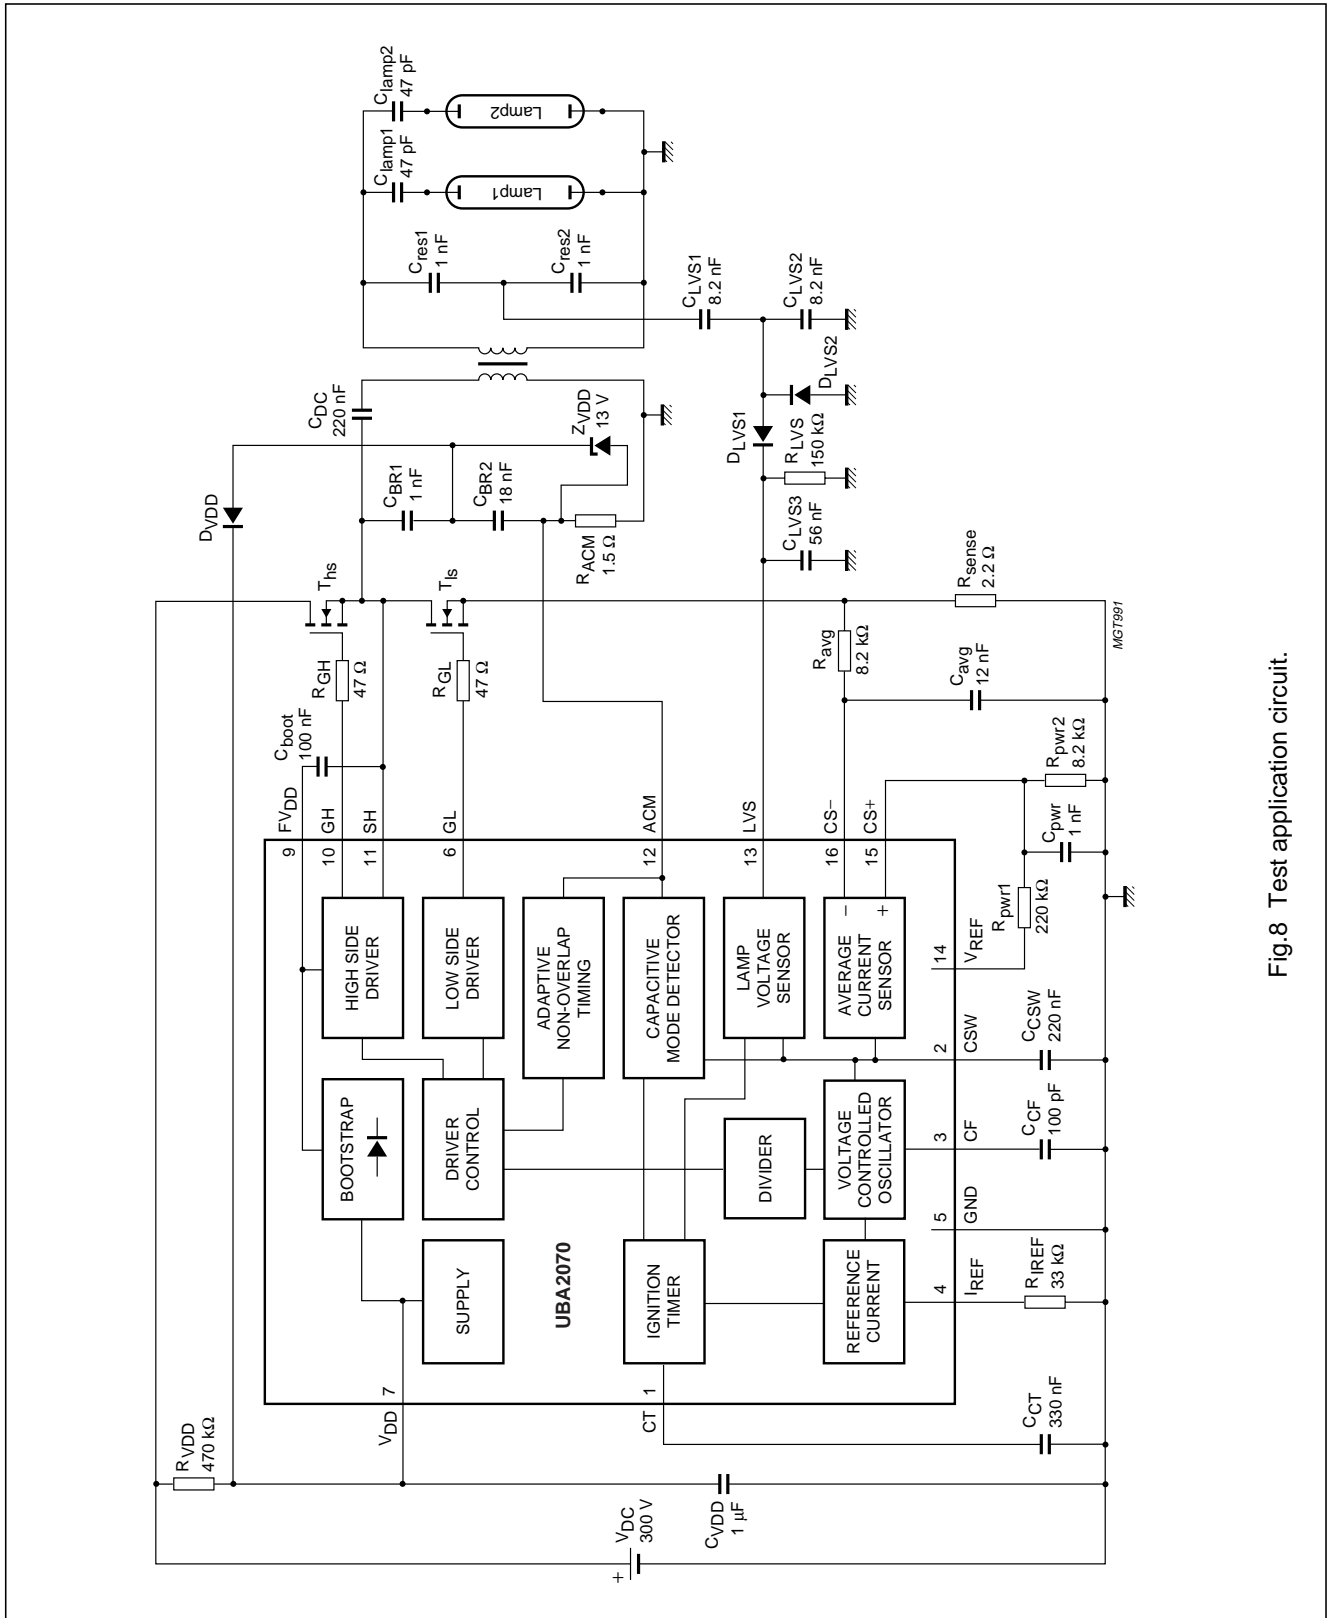 Clamp2
47 pF
Clamp1
47 pF
Lamp2
Lamp1
Cres1
1 nF
Cres2
1 nF
CLVS1
8.2 nF
CLVS2
8.2 nF
CDC
220 nF
ZVDD
13 V
DLVS2
DLVS1
RLVS
150 kΩ
DVDD
CBR1
1 nF
CBR2
18 nF
RACM
1.5 Ω
CLVS3
56 nF
Ths
Tls
Rsense
2.2 Ω
RGH
47 Ω
RGL
47 Ω
Ravg
8.2 kΩ
Cavg
12 nF
MGT991
Cboot
100 nF
Rpwr2
8.2 kΩ
Cpwr
1 nF
Rpwr1
220 kΩ
FVDD
GH
SH
GL
ACM
LVS
CS−
CS+
9
10
11
6
12
13
16
15
HIGH SIDE
DRIVER
LOW SIDE
DRIVER
ADAPTIVE
NON-OVERLAP
TIMING
CAPACITIVE
MODE DETECTOR
LAMP
VOLTAGE
SENSOR
−
+
AVERAGE
CURRENT
SENSOR
14
VREF
BOOTSTRAP
DRIVER
CONTROL
DIVIDER
VOLTAGE
CONTROLLED
OSCILLATOR
2
CSW
CCSW
220 nF
3
CF
CCF
100 pF
5
GND
SUPPLY
UBA2070
IGNITION
TIMER
REFERENCE
CURRENT
4
IREF
RIREF
33 kΩ
VDD
7
CT
1
CCT
330 nF
RVDD
470 kΩ
CVDD
1 μF
VDC
300 V
+
Fig.8 Test application circuit.